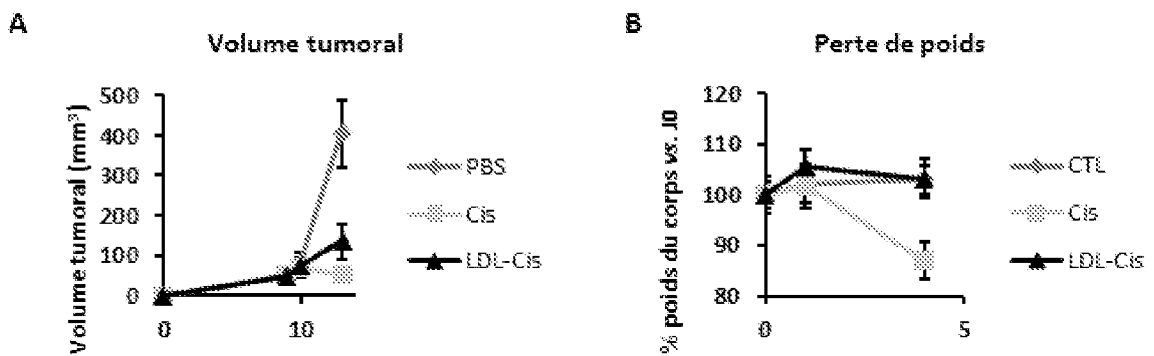 A
Volume tumoral
Volume tumoral (mm³)
500
400
300
200
100
0
0
10
PBS
Cis
LDL-Cis
B
Perte de poids
% poids du corps vs. J0
120
110
100
90
80
0
5
CTL
Cis
LDL-Cis